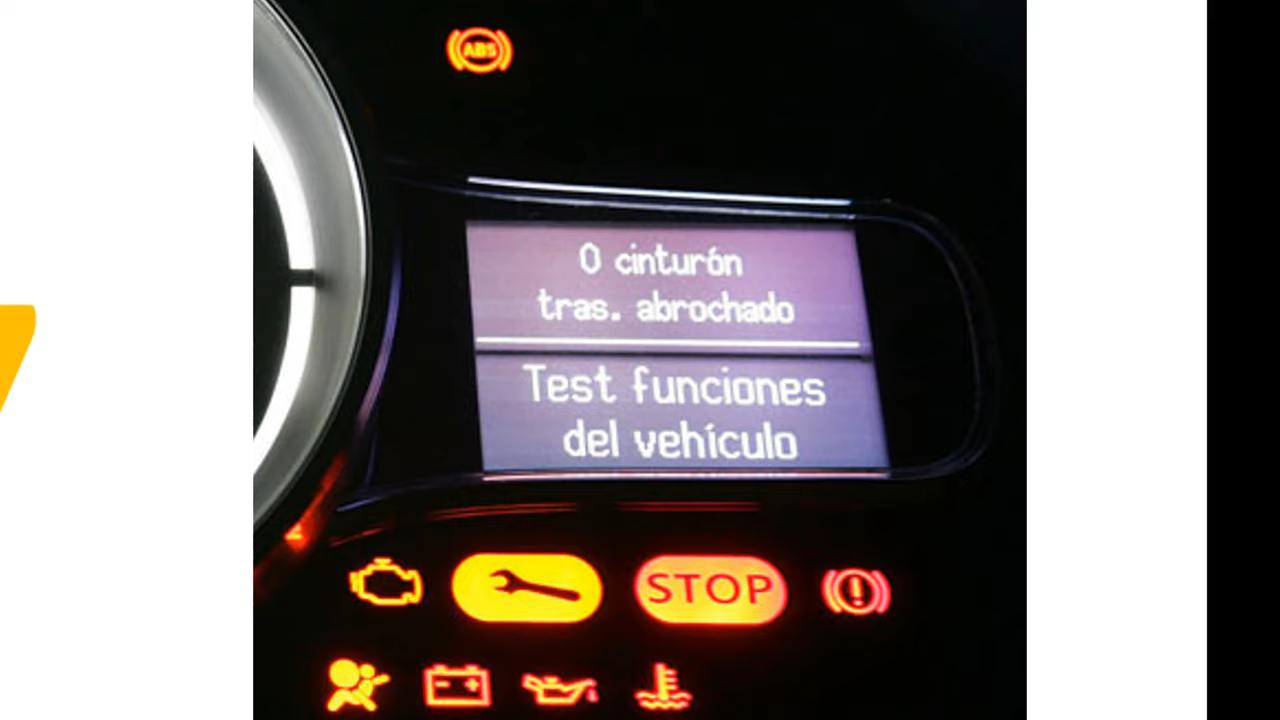 ABS
0 cinturón
tras. abrochado
Test funciones
del vehículo
STOP